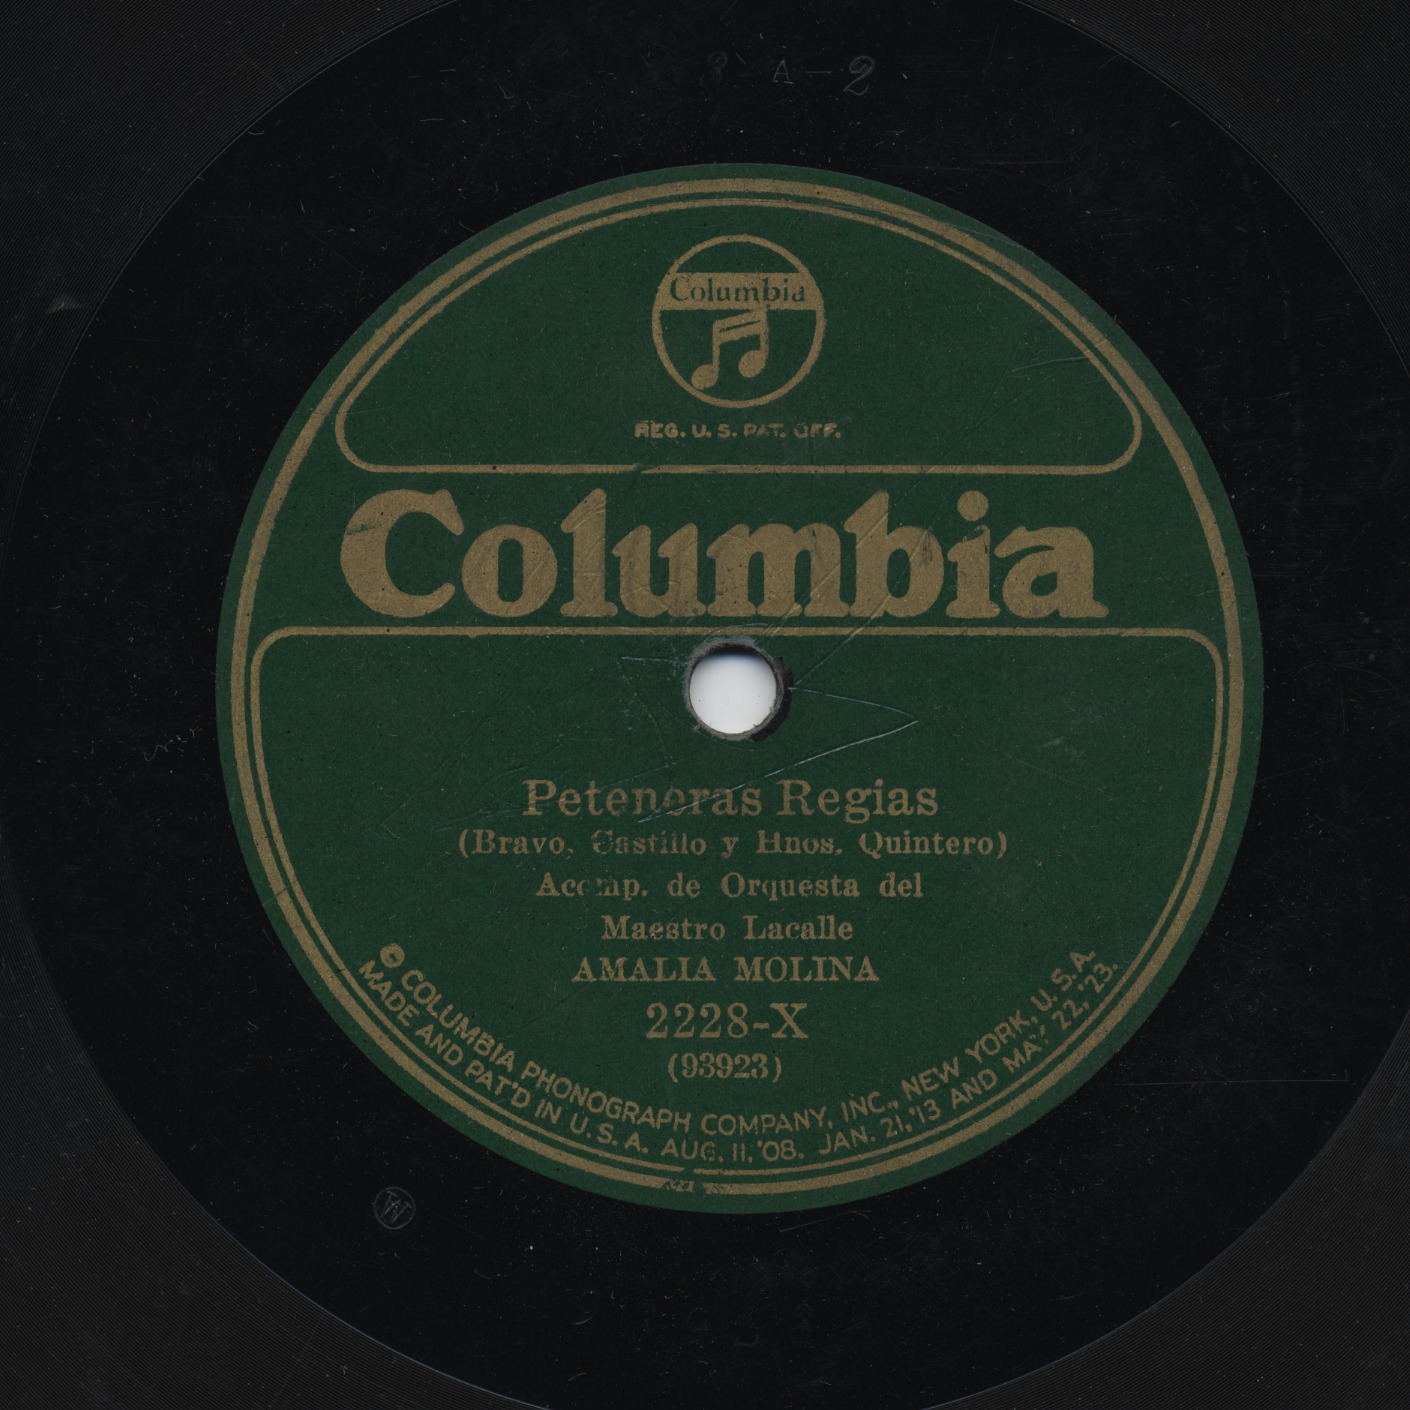 3-A-2
Columbia
REG. U. S. PAT. OFF.
Columbia
Peteneras Regias
(Bravo, Castillo y Hnos. Quintero)
Acomp. de Orquesta del
Maestro Lacalle
AMALIA MOLINA
2228-X
(93923)
COLUMBIA PHONOGRAPH COMPANY, INC., NEW YORK, U. S. A.
MADE AND PAT'D IN U. S. A. AUG. 11, '08. JAN. 21, '13 AND MAY 22, '23.
W